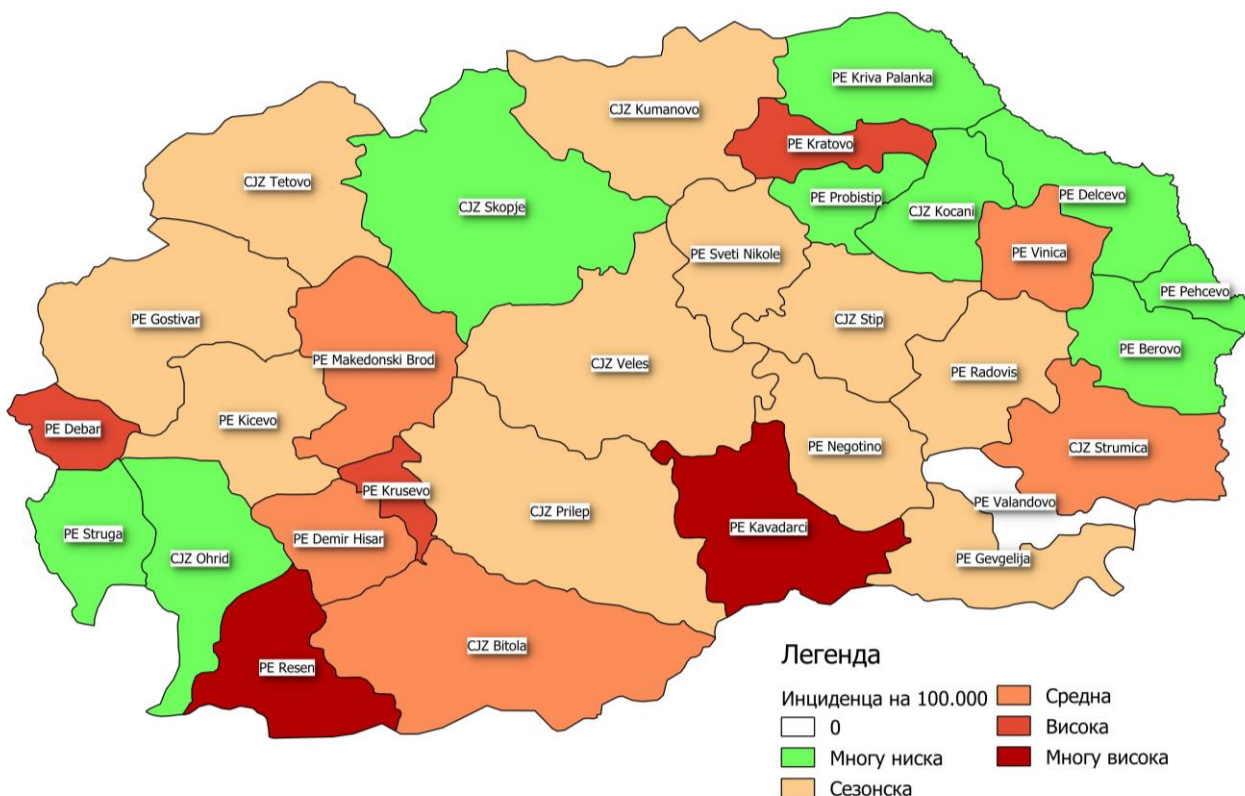 PE Kriva Palanka
CJZ Kumanovo
PE Kratovo
CJZ Tetovo
PE Probistip
PE Delcevo
CJZ Skopje
CJZ Kocani
PE Sveti Nikole
PE Vinica
PE Pehcevo
PE Gostivar
CJZ Stip
PE Berovo
PE Makedonski Brod
CJZ Veles
PE Radovis
PE Debar
PE Kicevo
PE Negotino
CJZ Strumica
PE Krusevo
PE Valandovo
CJZ Prilep
PE Kavadarci
PE Struga
PE Demir Hisar
CJZ Ohrid
PE Gevgelija
CJZ Bitola
PE Resen
Легенда
Инциденца на 100.000
0
Многу ниска
Сезонска
Средна
Висока
Многу висока